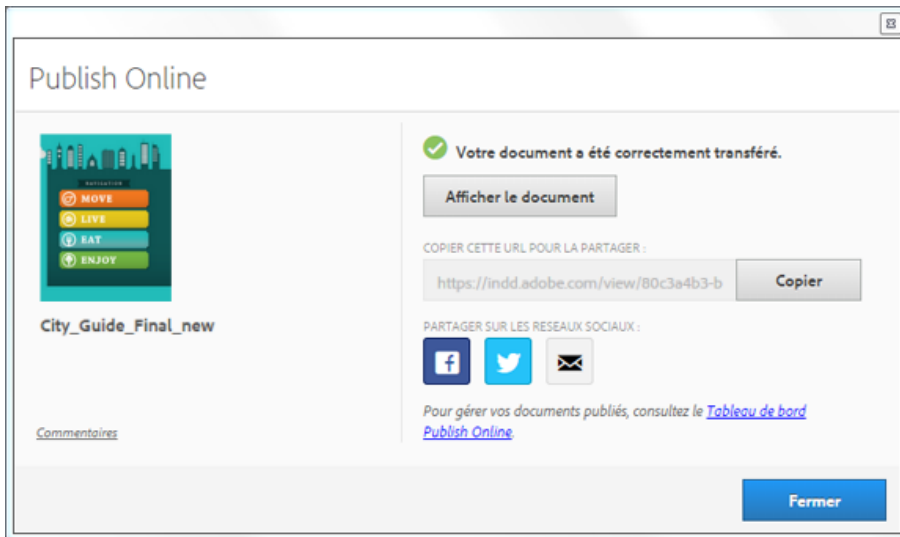 Publish Online
NAVIGATION
MOVE
LIVE
EAT
ENJOY
City_Guide_Final_new
Commentaires
Votre document a été correctement transféré.
Afficher le document
COPIER CETTE URL POUR LA PARTAGER :
https://indd.adobe.com/view/80c3a4b3-b
Copier
PARTAGER SUR LES RESEAUX SOCIAUX :
Pour gérer vos documents publiés, consultez le Tableau de bord
Publish Online.
Fermer